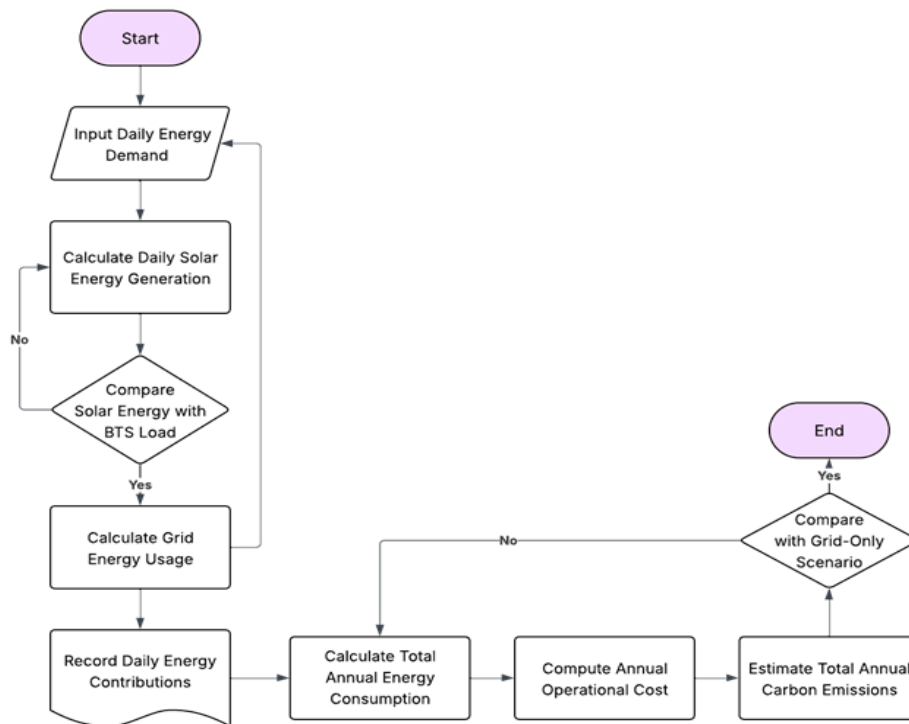 Start
Input Daily Energy
Demand
Calculate Daily Solar
Energy Generation
No
Compare
Solar Energy with
BTS Load
Yes
Calculate Grid
Energy Usage
Record Daily Energy
Contributions
Calculate Total
Annual Energy
Consumption
Compute Annual
Operational Cost
Estimate Total Annual
Carbon Emissions
No
Compare
with Grid-Only
Scenario
Yes
End